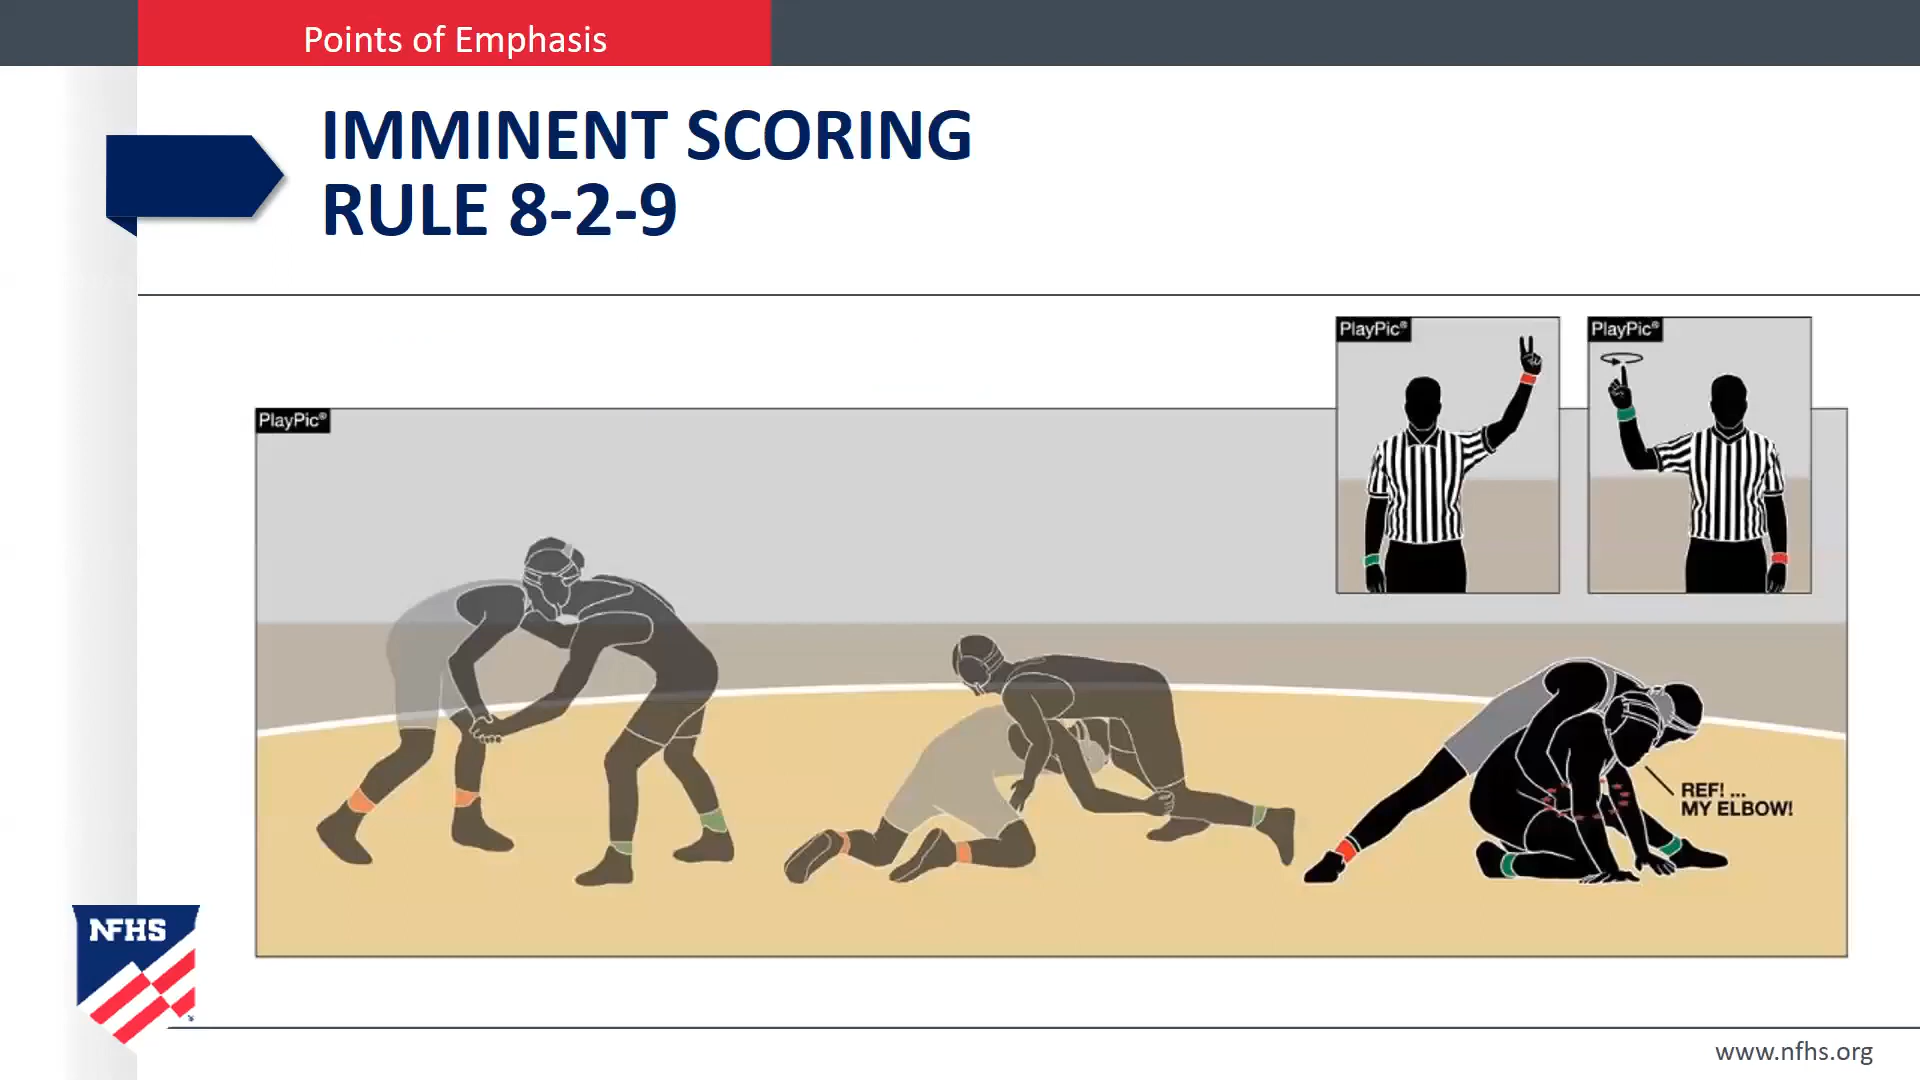 Points of Emphasis
IMMINENT SCORING
RULE 8-2-9
PlayPic®
PlayPic®
PlayPic®
REF! ...
MY ELBOW!
NFHS
www.nfhs.org